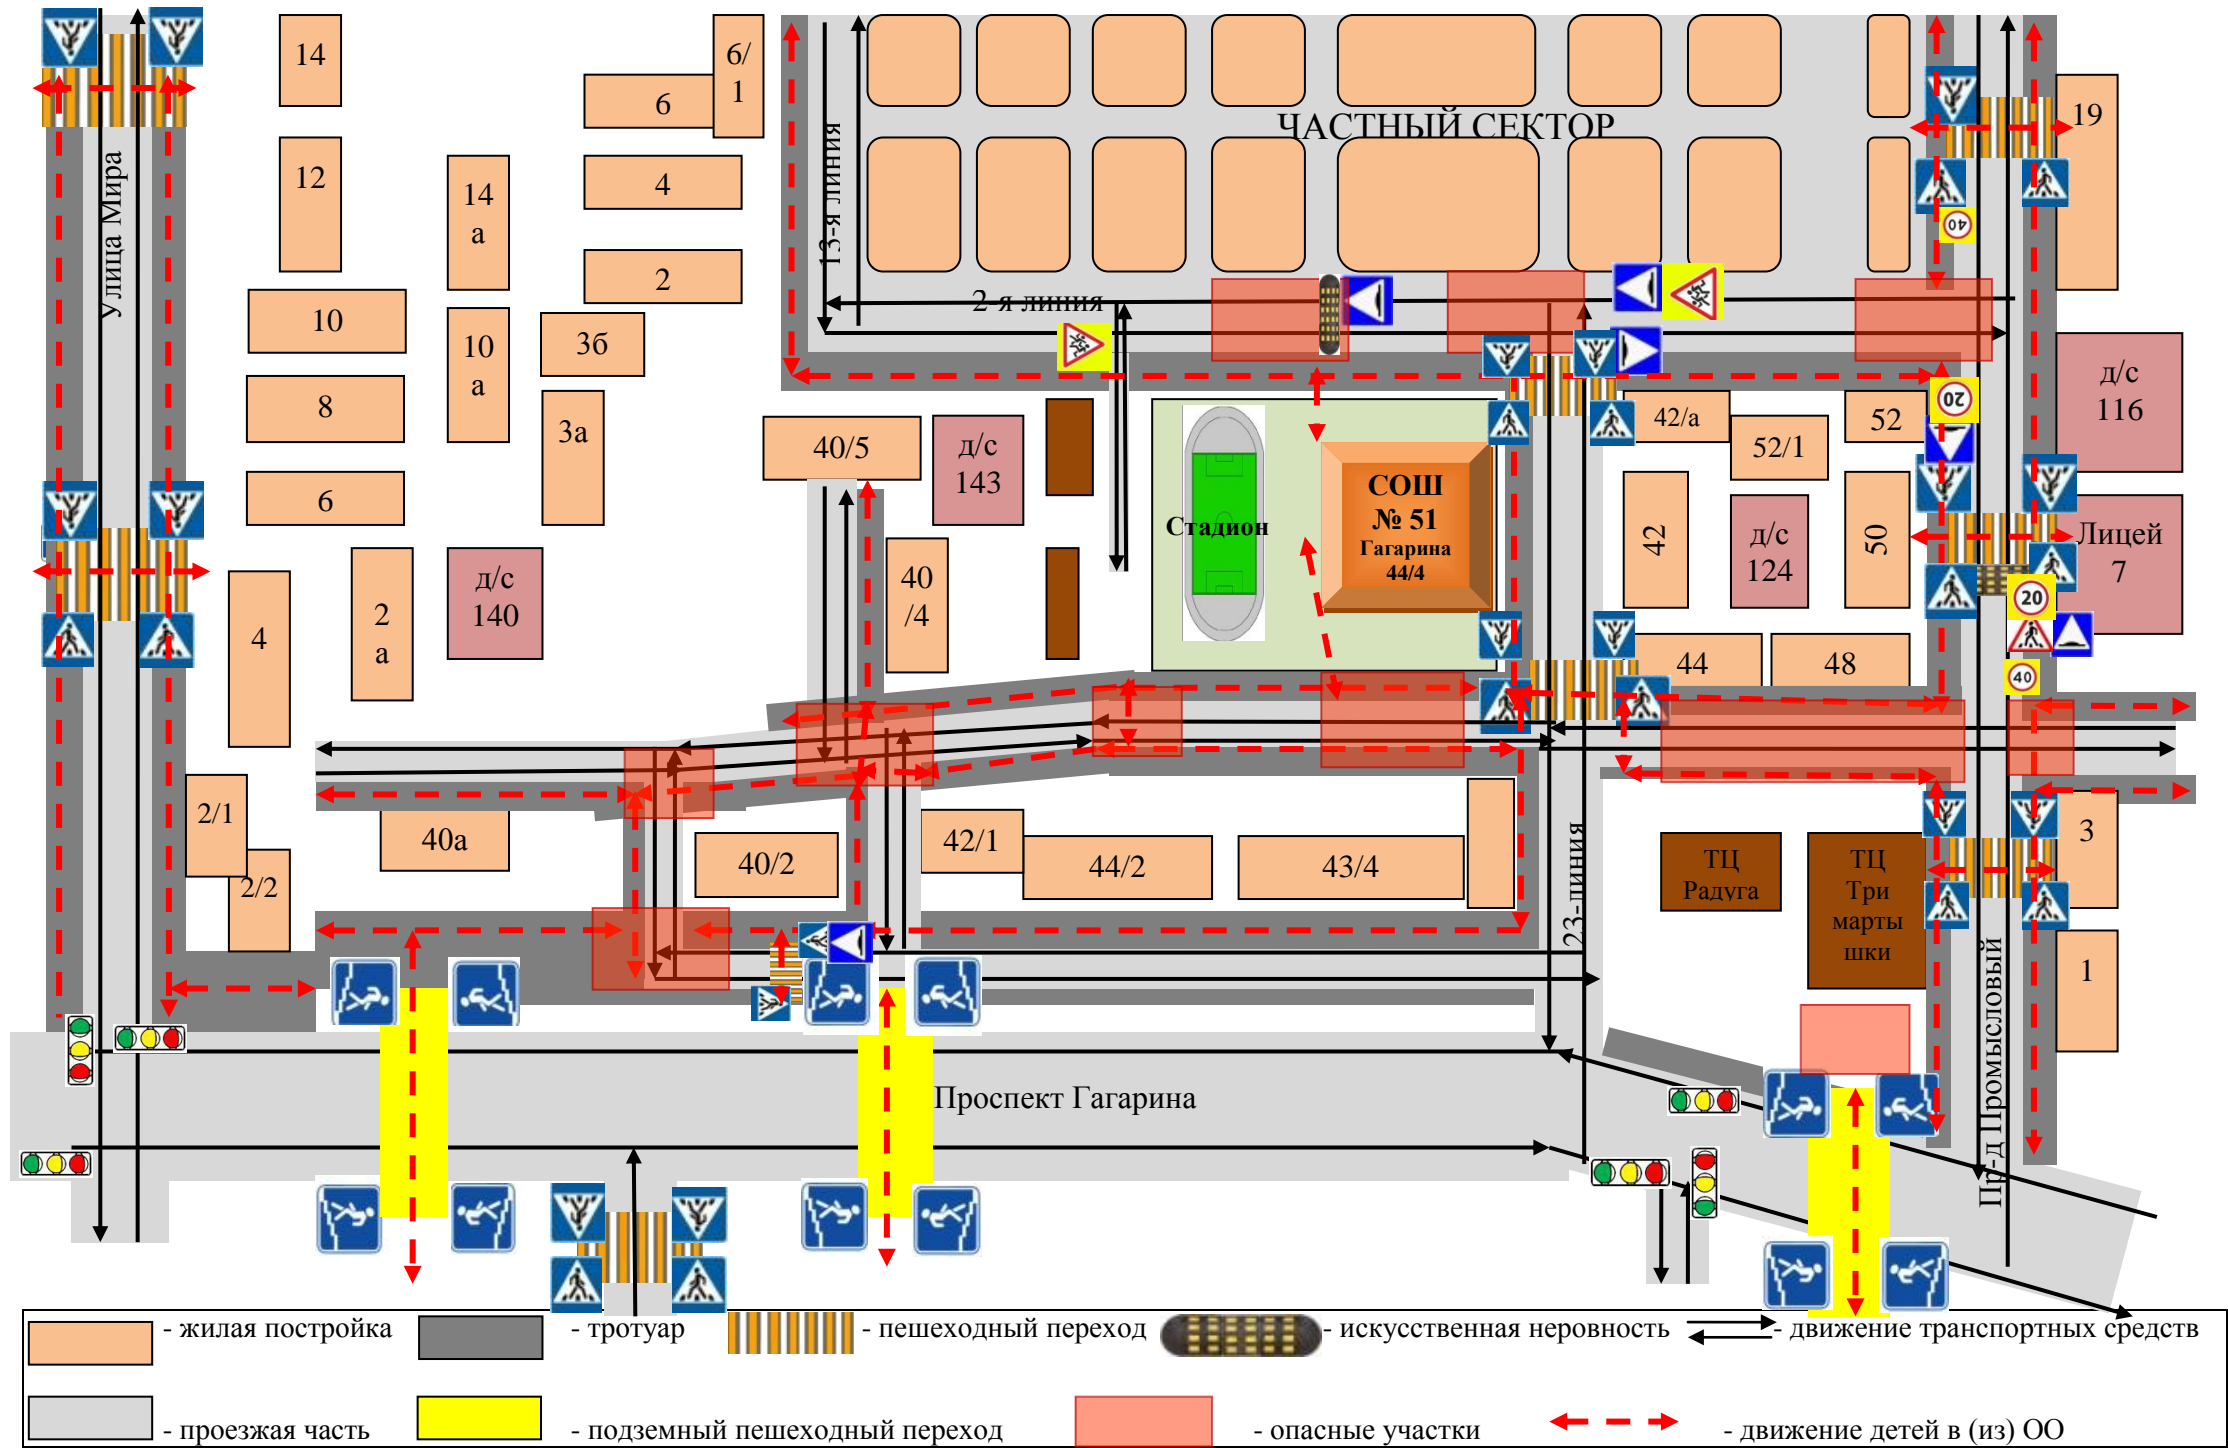 14
6/
1
6
19
ЧАСТНЫЙ СЕКТОР
Улица Мира
12
14
а
4
13-я линия
40
2
10
2-я линия
10
а
3б
д/с
116
8
3а
20
42/а
52
52/1
40/5
д/с
143
СОШ
№ 51
Гагарина
44/4
Стадион
6
42
д/с
124
50
Лицей
7
4
2
а
д/с
140
40
/4
20
44
48
40
2/1
40а
40/2
42/1
44/2
43/4
23-линия
ТЦ
Радуга
ТЦ
Три
марты
шки
3
2/2
1
Пр-д Промысловый
Проспект Гагарина
- жилая постройка
- тротуар
- пешеходный переход
- искусственная неровность
- движение транспортных средств
- проезжая часть
- подземный пешеходный переход
- опасные участки
- движение детей в (из) ОО